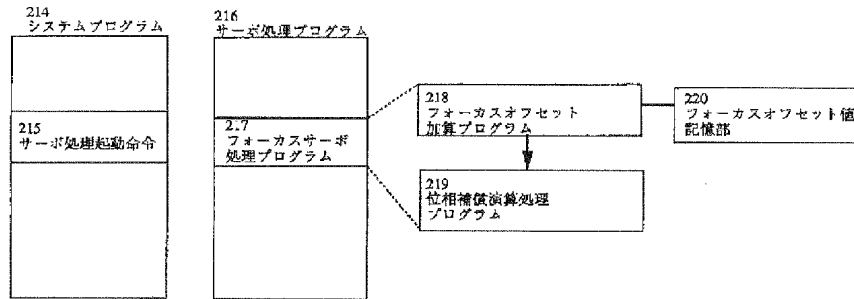 214
システムプログラム
215
サーボ処理起動命令
216
サーボ処理プログラム
217
フォーカスサーボ
処理プログラム
218
フォーカスオフセット
加算プログラム
219
位相補償演算処理
プログラム
220
フォーカスオフセット値
記憶部